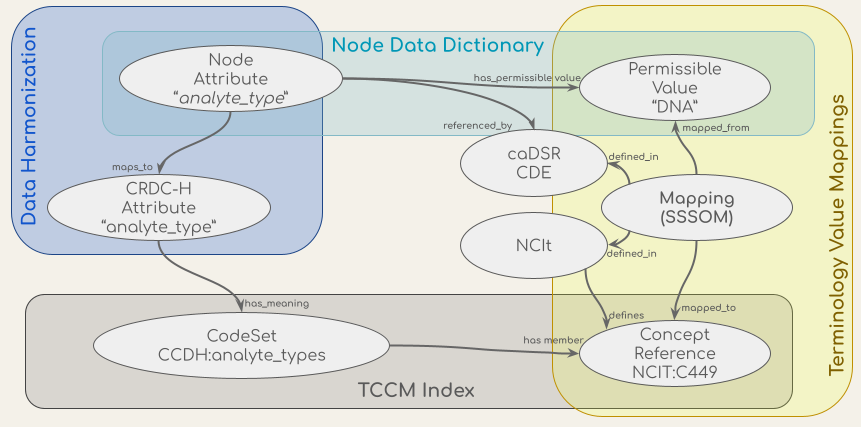 Node Data Dictionary
Data Harmonization
Terminology Value Mappings
Node
Attribute
“analyte_type”
has_permissible value
Permissible
Value
“DNA”
referenced_by
mapped_from
caDSR
CDE
defined_in
maps_to
CRDC-H
Attribute
“analyte_type”
Mapping
(SSSOM)
NCIt
defined_in
has_meaning
mapped_to
defines
CodeSet
CCDH:analyte_types
has member
Concept
Reference
NCIT:C449
TCCM Index